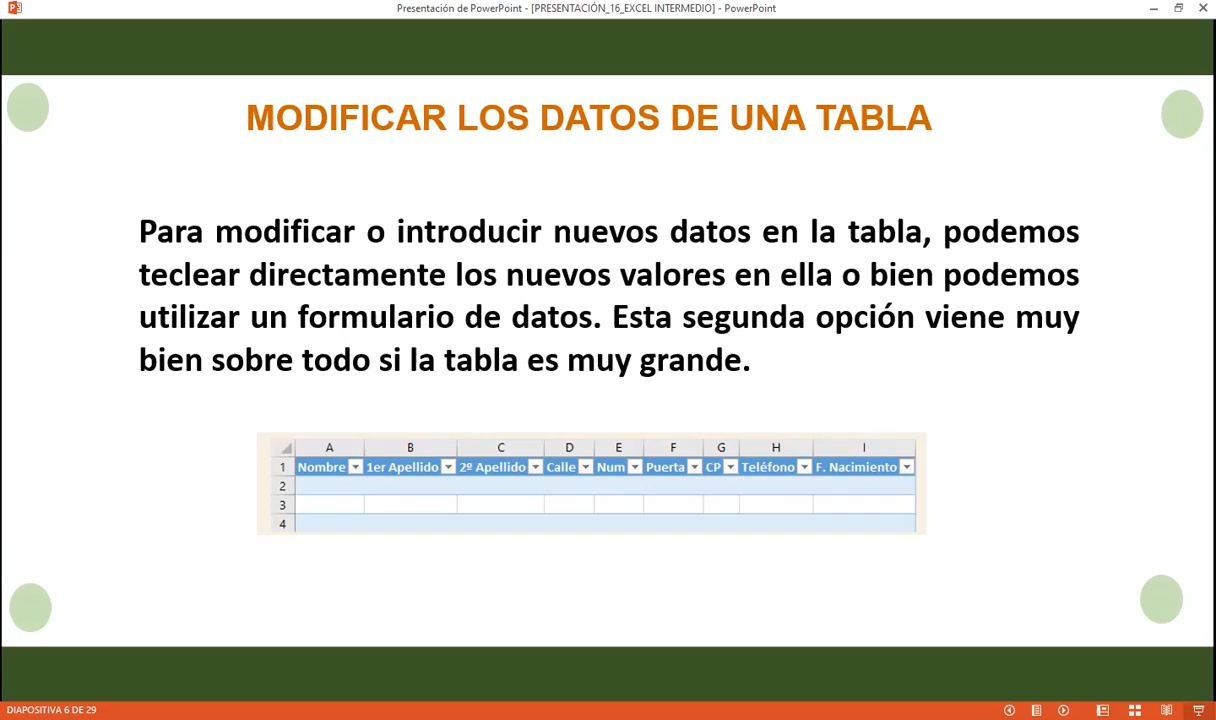 Presentación de PowerPoint - [PRESENTACIÓN_16_EXCEL INTERMEDIO] - PowerPoint
MODIFICAR LOS DATOS DE UNA TABLA
Para modificar o introducir nuevos datos en la tabla, podemos
teclear directamente los nuevos valores en ella o bien podemos
utilizar un formulario de datos. Esta segunda opción viene muy
bien sobre todo si la tabla es muy grande.
A B C D E F G H I
1 Nombre 1er Apellido 2º Apellido Calle Num Puerta CP Teléfono F. Nacimiento
2
3
4
DIAPOSITIVA 6 DE 29